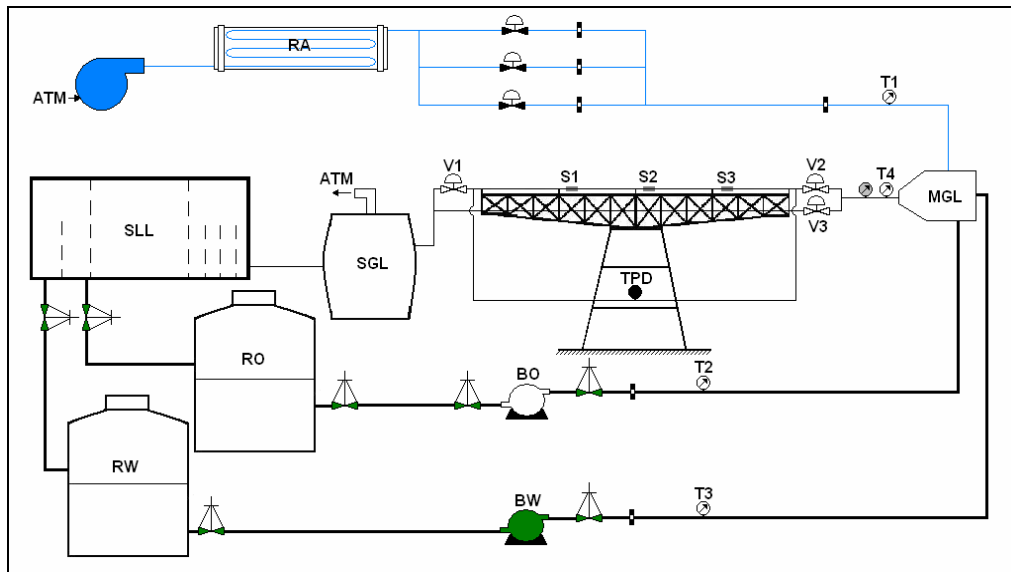 RA
ATM
T1
V1
S1
S2
S3
V2
T4
ATM
MGL
SLL
SGL
V3
TPD
RO
BO
T2
RW
BW
T3